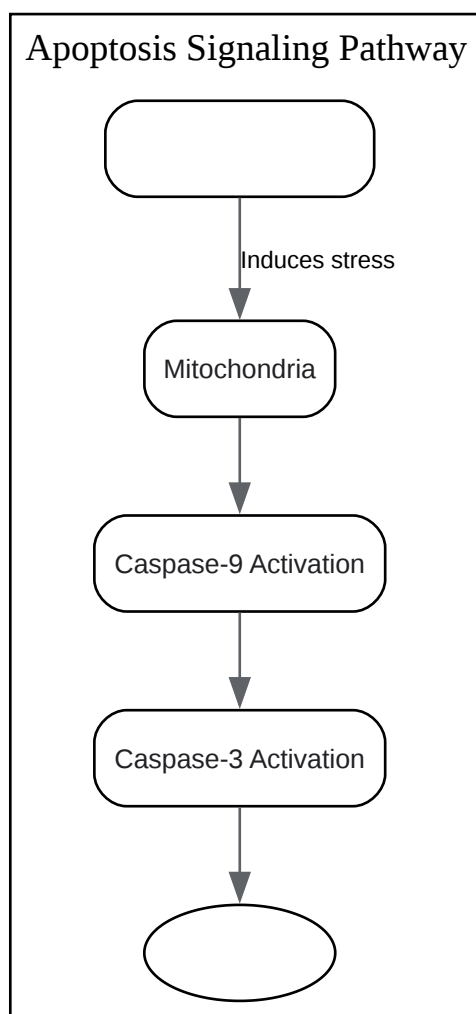 Apoptosis Signaling Pathway
Induces stress
Mitochondria
Caspase-9 Activation
Caspase-3 Activation